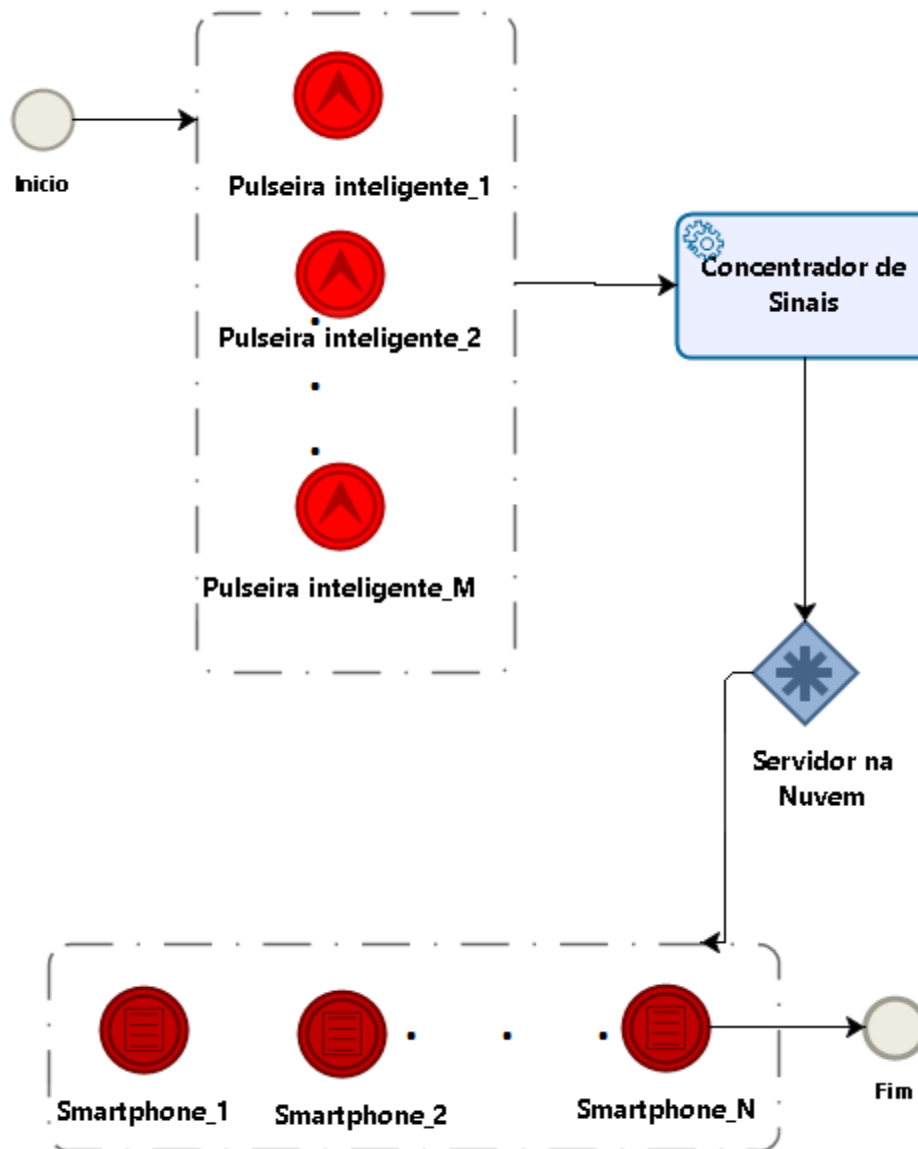 Inicio
Pulseira inteligente_1
Pulseira inteligente_2
Pulseira inteligente_M
Concentrador de
Sinais
Servidor na
Nuvem
Smartphone_1
Smartphone_2
Smartphone_N
Fim